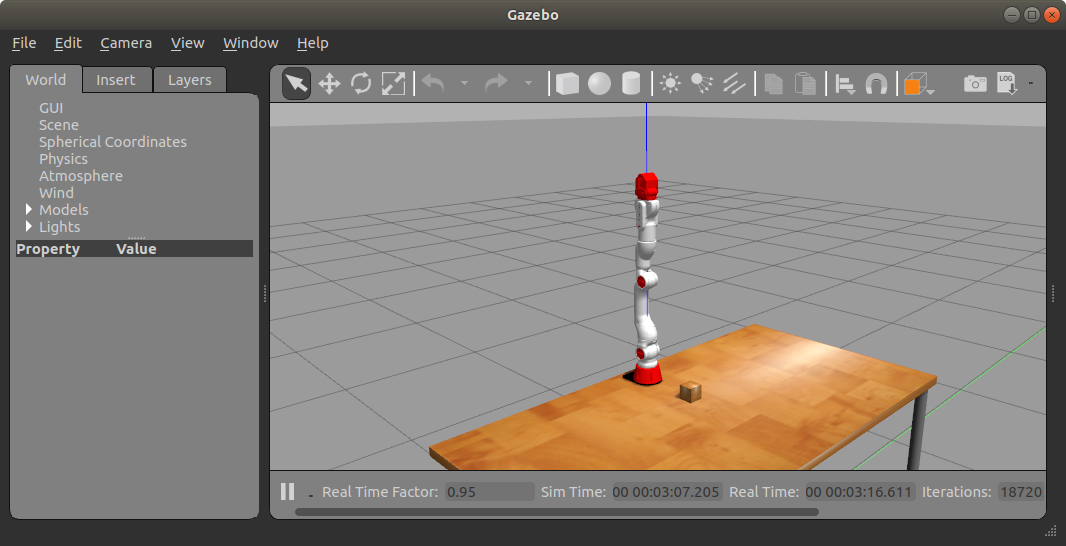 Gazebo
File Edit Camera View Window Help
World Insert Layers
LOG
GUI
Scene
Spherical Coordinates
Physics
Atmosphere
Wind
Models
Lights
Property Value
Real Time Factor: 0.95 Sim Time: 00 00:03:07.205 Real Time: 00 00:03:16.611 Iterations: 18720